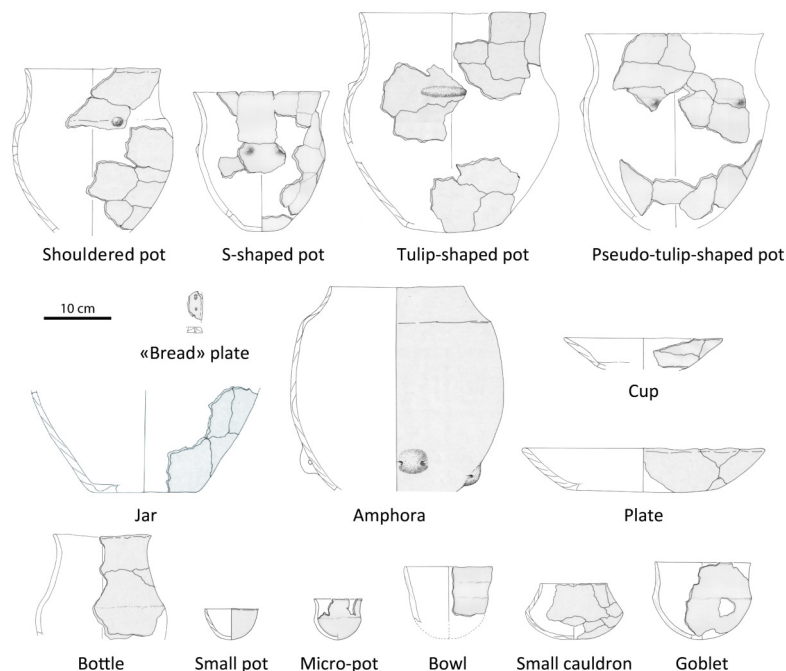 Shouldered pot
S-shaped pot
Tulip-shaped pot
Pseudo-tulip-shaped pot
10 cm
«Bread» plate
Cup
Jar
Amphora
Plate
Bottle
Small pot
Micro-pot
Bowl
Small cauldron
Goblet